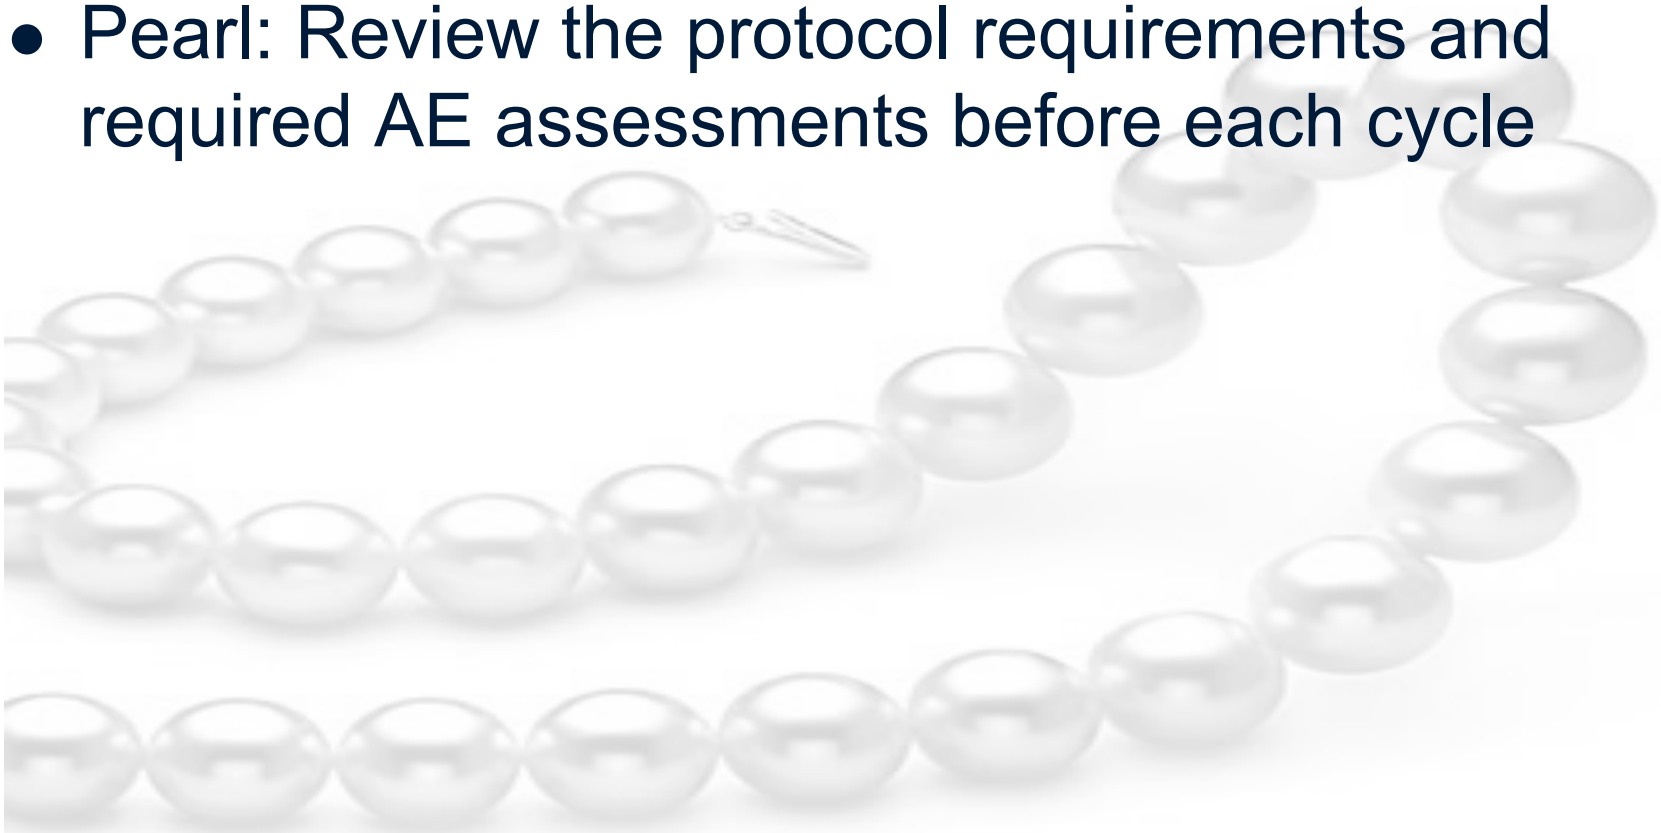 ● Pearl: Review the protocol requirements and
required AE assessments before each cycle